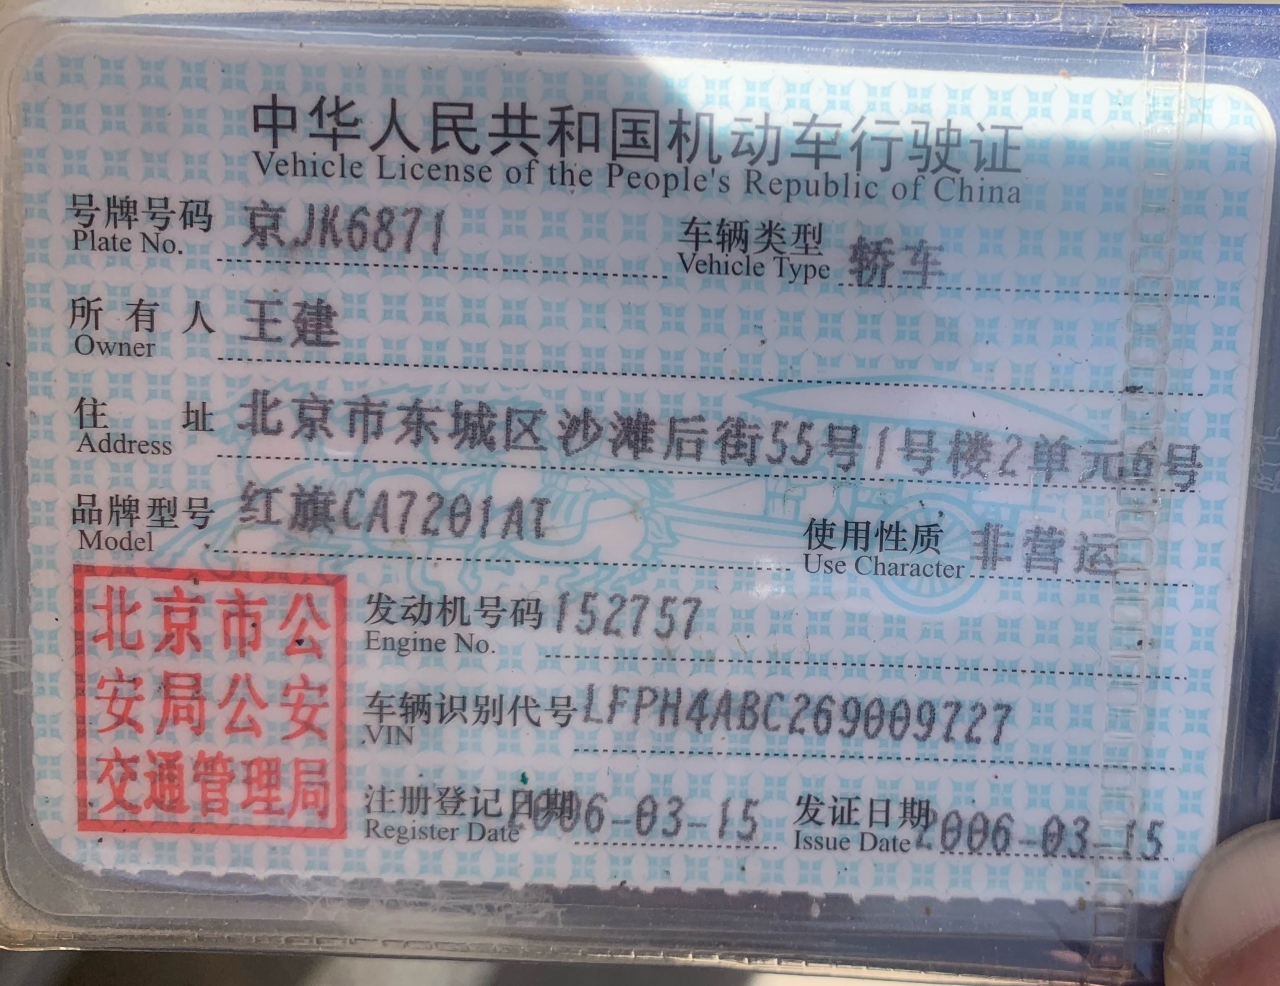 中华人民共和国机动车行驶证
Vehicle License of the People's Republic of China
号牌号码 京JK6871 车辆类型 轿车
Plate No. Vehicle Type
所有人 王建
Owner
住址 北京市东城区沙滩后街55号1号楼2单元6号
Address
品牌型号 红旗CA7201AT 使用性质 非营运
Model Use Character
发动机号码 152757
Engine No.
车辆识别代号 LFPH4ABC269009727
VIN
注册登记日期 2006-03-15 发证日期 2006-03-15
Register Date Issue Date
北京市公
安局公安
交通管理局